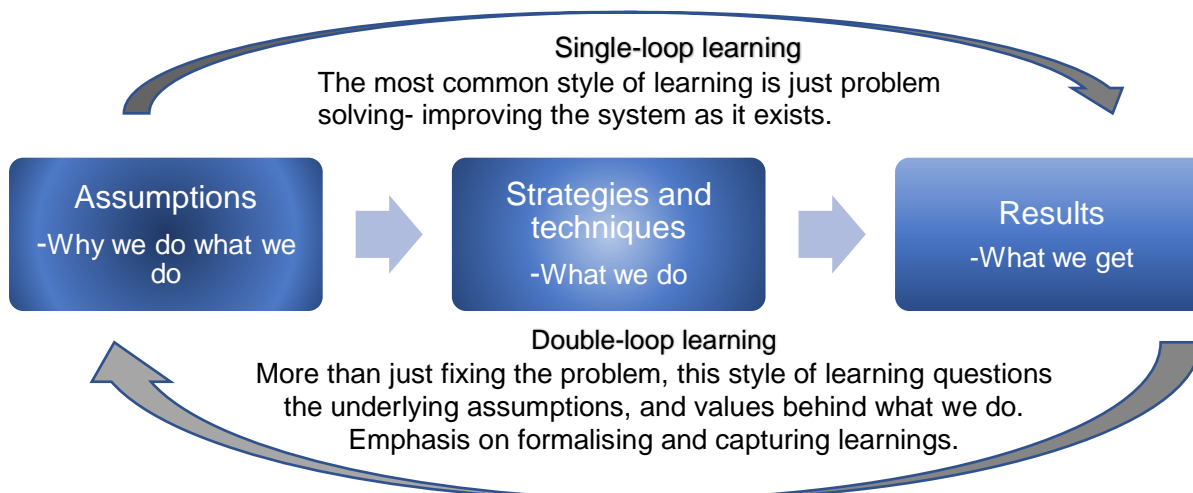 Single-loop learning
The most common style of learning is just problem
solving- improving the system as it exists.
Assumptions
-Why we do what we
do
Strategies and
techniques
-What we do
Results
-What we get
Double-loop learning
More than just fixing the problem, this style of learning questions
the underlying assumptions, and values behind what we do.
Emphasis on formalising and capturing learnings.